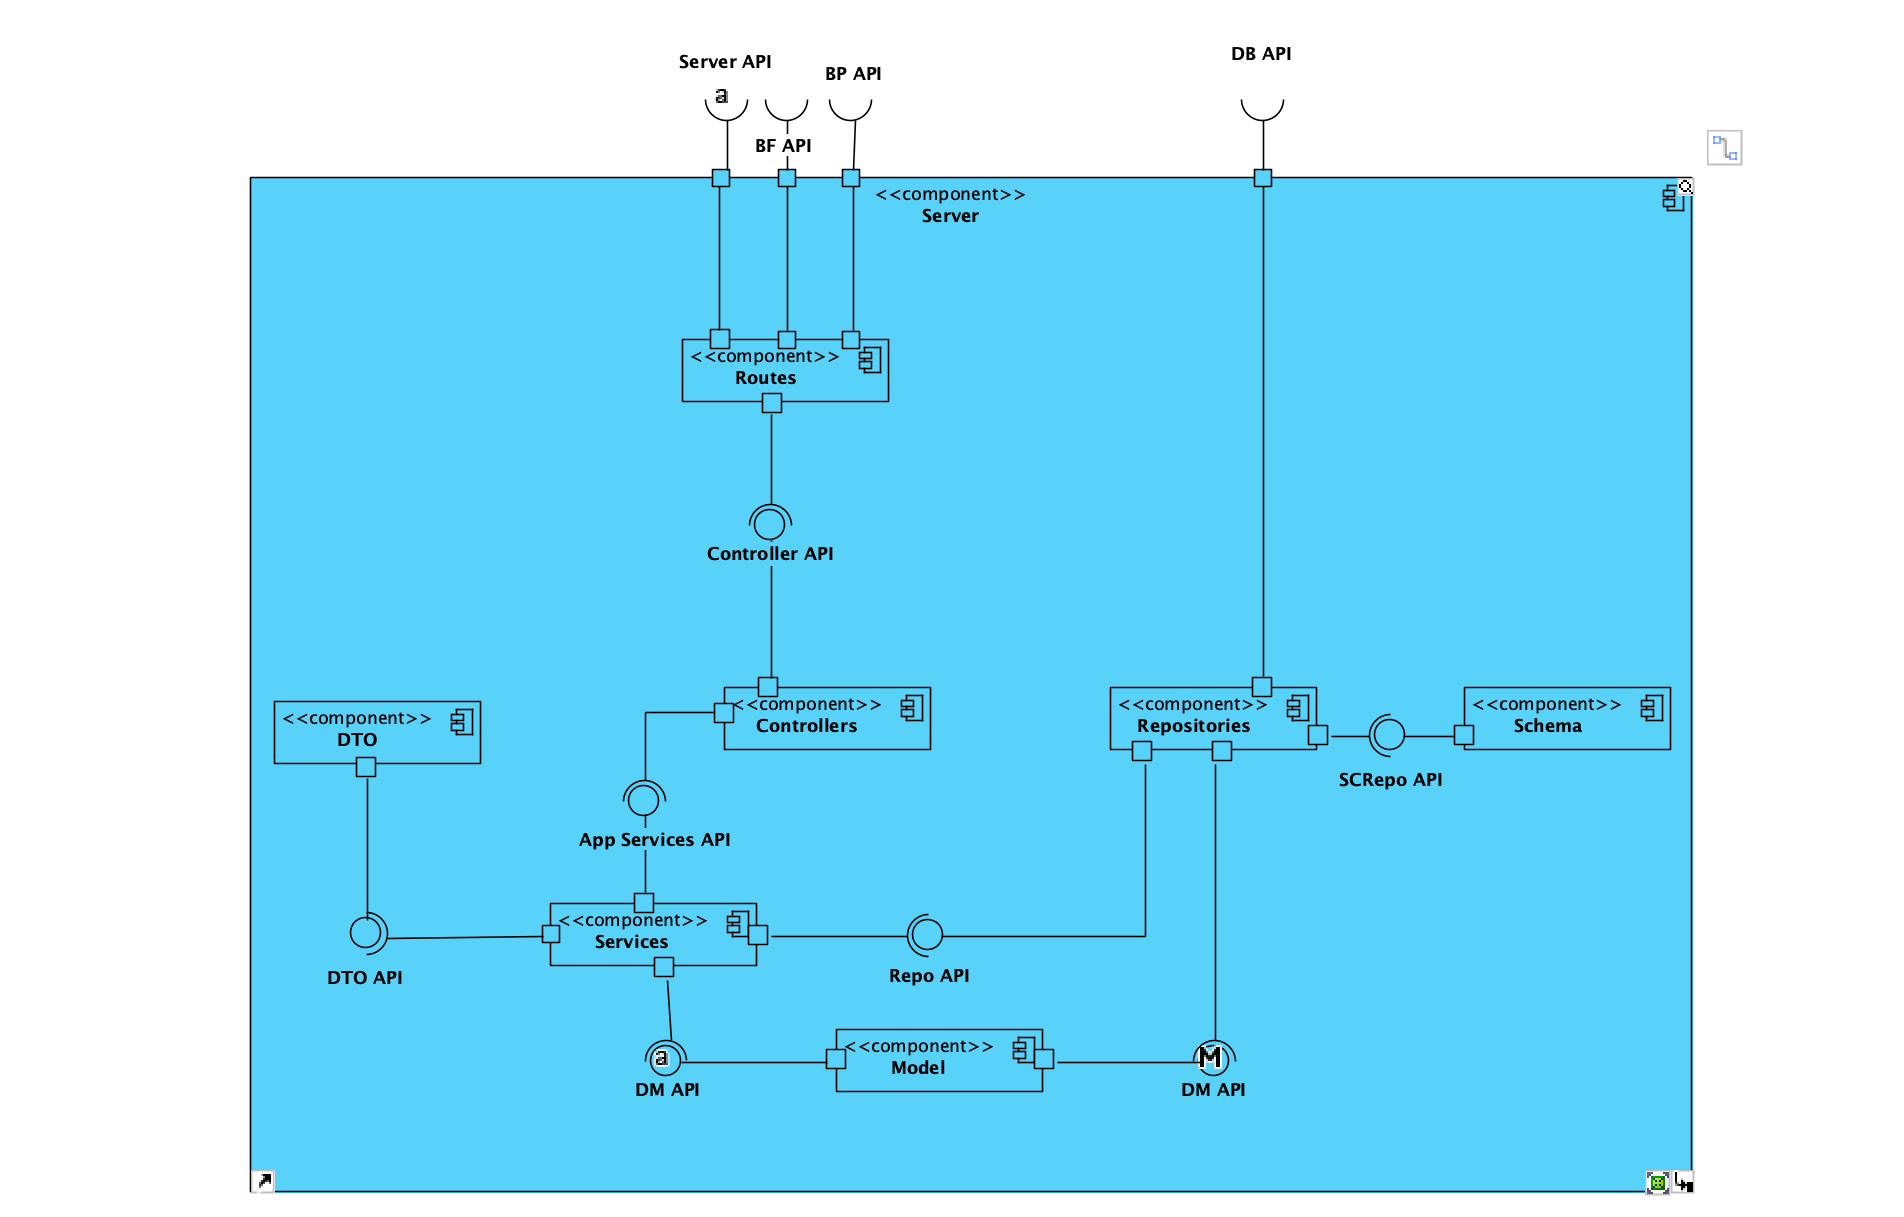 Server API
BP API
DB API
a
BF API
<<component>>
Server
<<component>>
Routes
Controller API
<<component>>
DTO
<<component>>
Controllers
<<component>>
Repositories
<<component>>
Schema
SCRepo API
App Services API
<<component>>
Services
DTO API
Repo API
<<component>>
Model
a
DM API
M
DM API